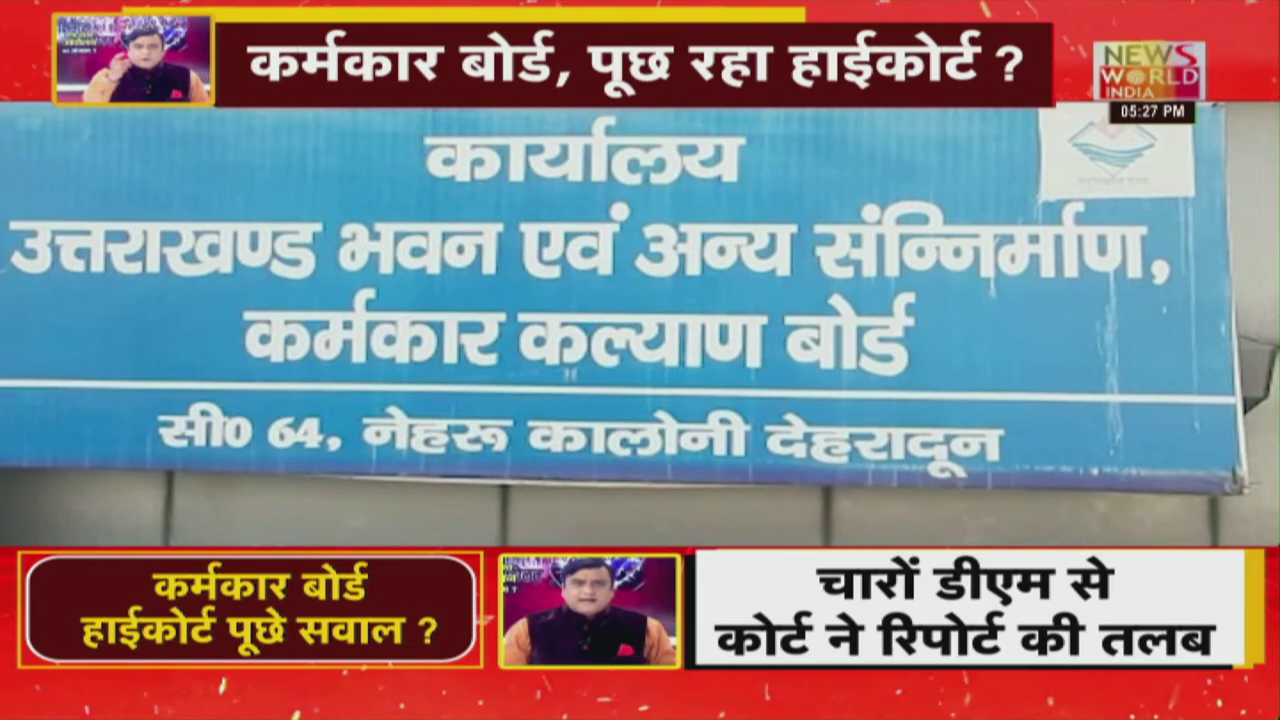 कर्मकार बोर्ड, पूछ रहा हाईकोर्ट ?
NEWS
WORLD
INDIA
05:27 PM
कार्यालय
उत्तराखण्ड भवन एवं अन्य संन्निर्माण,
कर्मकार कल्याण बोर्ड
सी0 64, नेहरू कालोनी देहरादून
कर्मकार बोर्ड
हाईकोर्ट पूछे सवाल ?
चारों डीएम से
कोर्ट ने रिपोर्ट की तलब